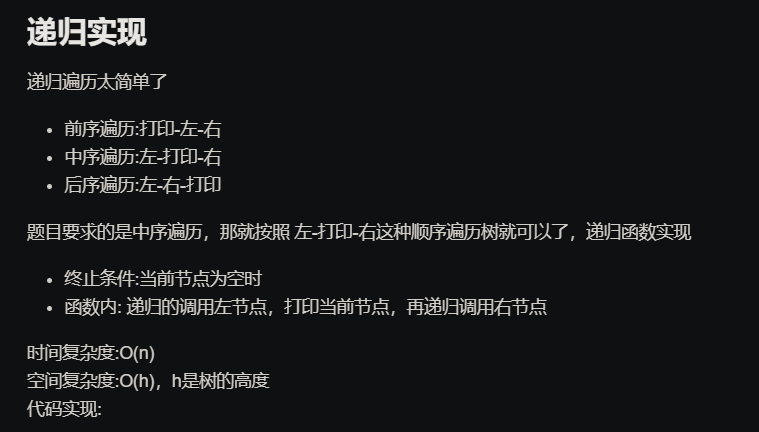 递归实现
递归遍历太简单了
• 前序遍历:打印-左-右
• 中序遍历:左-打印-右
• 后序遍历:左-右-打印
题目要求的是中序遍历，那就按照 左-打印-右这种顺序遍历树就可以了，递归函数实现
• 终止条件:当前节点为空时
• 函数内: 递归的调用左节点，打印当前节点，再递归调用右节点
时间复杂度:O(n)
空间复杂度:O(h)，h是树的高度
代码实现: